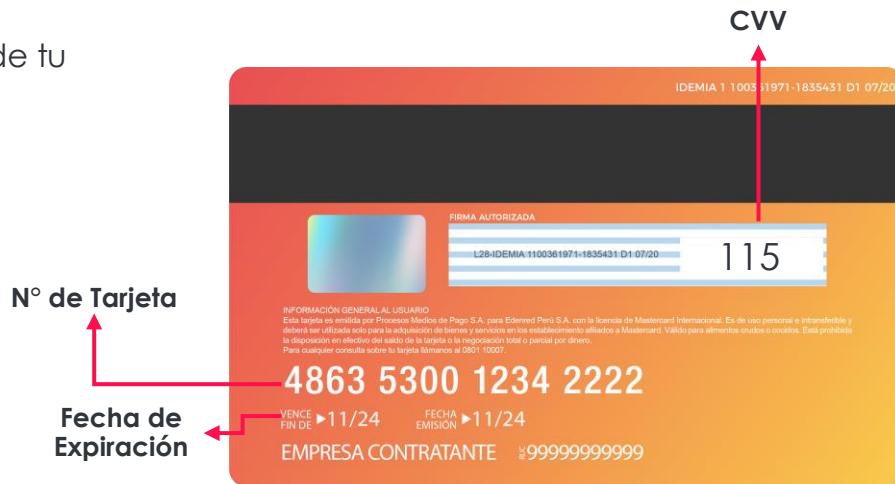 CVV
de tu
IDEMIA 1 1003 1971-1835431 D1 07/20
FIRMA AUTORIZADA
L28-IDEMIA 1100361971-1835431 D1 07/20
115
N° de Tarjeta
INFORMACIÓN GENERAL AL USUARIO
Esta tarjeta es emitida por Procesos Medios de Pago S.A. para Edenred Perú S.A. con la licencia de Mastercard Internacional. Es de uso personal e intransferible y
deberá ser utilizada solo para la adquisición de bienes y servicios en los establecimiento afiliados a Mastercard. Válido para alimentos crudos o cocidos. Está prohibida
la disposición en efectivo del saldo de la tarjeta o la negociación total o parcial por dinero.
Para cualquier consulta sobre tu tarjeta llámanos al 0801 10007.
4863 5300 1234 2222
Fecha de
Expiración
VENCE
FIN DE ▶11/24
FECHA
EMISIÓN ▶11/24
EMPRESA CONTRATANTE RUC 99999999999